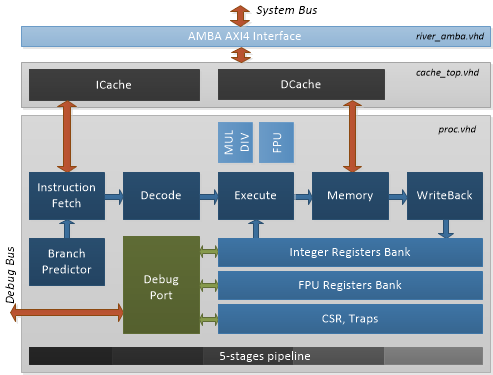 System Bus
AMBA AXI4 Interface
river_amba.vhd
cache_top.vhd
ICache
DCache
proc.vhd
MUL
DIV
FPU
Instruction
Fetch
Decode
Execute
Memory
WriteBack
Branch
Predictor
Debug
Port
Integer Registers Bank
FPU Registers Bank
CSR, Traps
Debug Bus
5-stages pipeline